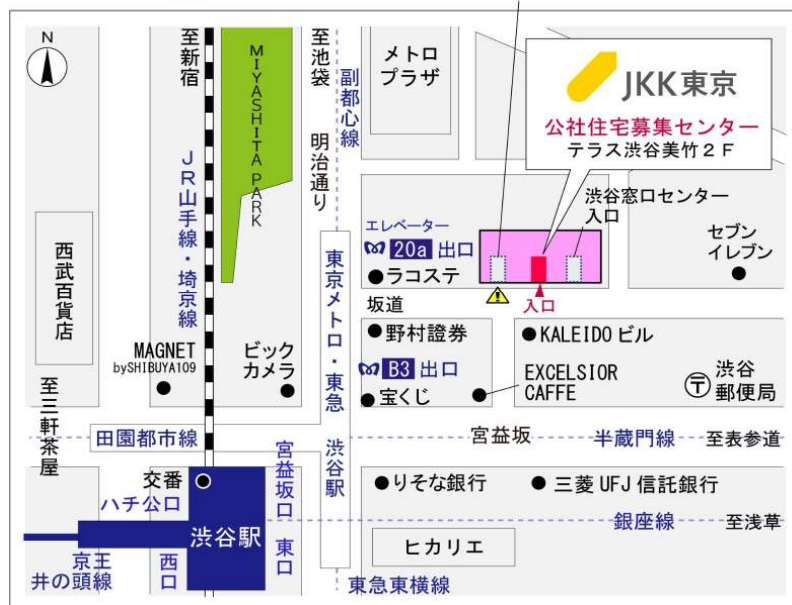 N
至新宿
MIYASHITA PARK
至池袋
副都心線
明治通り
メトロ
プラザ
JKK東京
公社住宅募集センター
テラス渋谷美竹2F
JR山手線・埼京線
エレベーター
20a 出口
ラコステ
渋谷窓口センター
入口
セブン
イレブン
西武百貨店
東京メトロ・東急 渋谷駅
坂道
入口
野村證券
KALEIDO ビル
MAGNET
bySHIBUYA109
ビック
カメラ
B3 出口
宝くじ
EXCELSIOR
CAFFE
〒
渋谷
郵便局
至三軒茶屋
田園都市線
宮益坂
半蔵門線
至表参道
交番
宮益坂口
りそな銀行
三菱UFJ信託銀行
ハチ公口
渋谷駅
銀座線
至浅草
京王
井の頭線
西口
東口
ヒカリエ
東急東横線